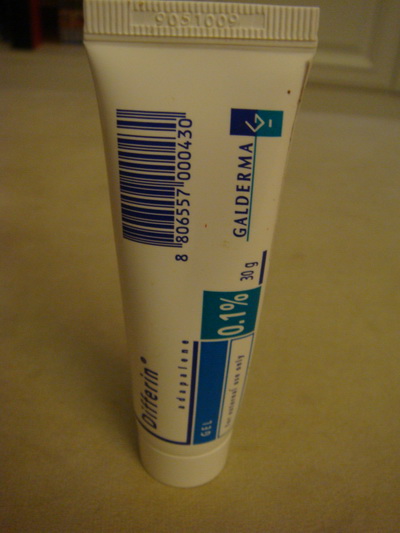 9051009
8 806557 000430
GALDERMA
30 g
0.1%
Differin®
adapalene
GEL
For external use only